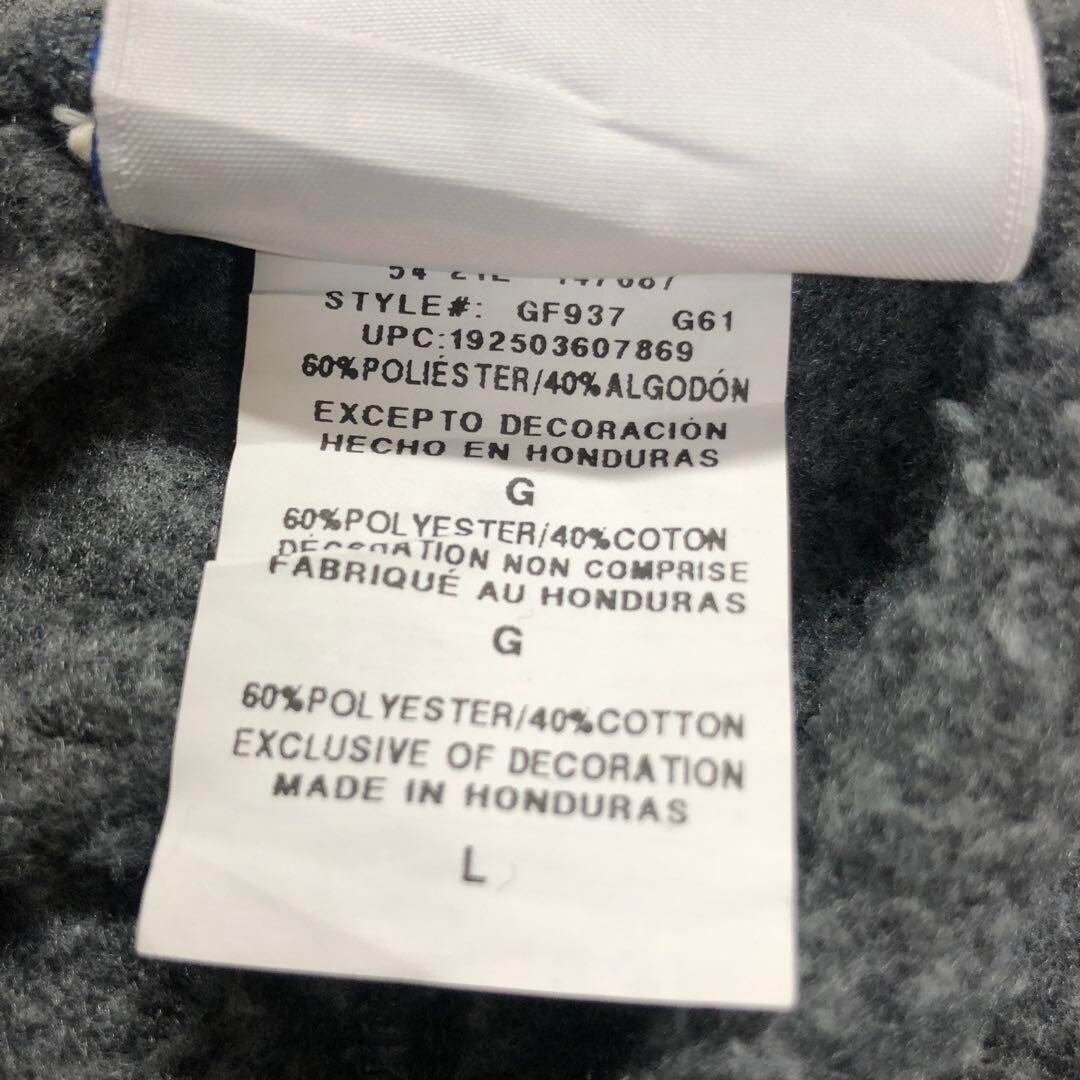 STYLE#: GF937 G61
UPC:192503607869
60%POLIÉSTER/40%ALGODÓN
EXCEPTO DECORACIÓN
HECHO EN HONDURAS
G
60%POLYESTER/40%COTON
DÉCORATION NON COMPRISE
FABRIQUÉ AU HONDURAS
G
60%POLYESTER/40%COTTON
EXCLUSIVE OF DECORATION
MADE IN HONDURAS
L